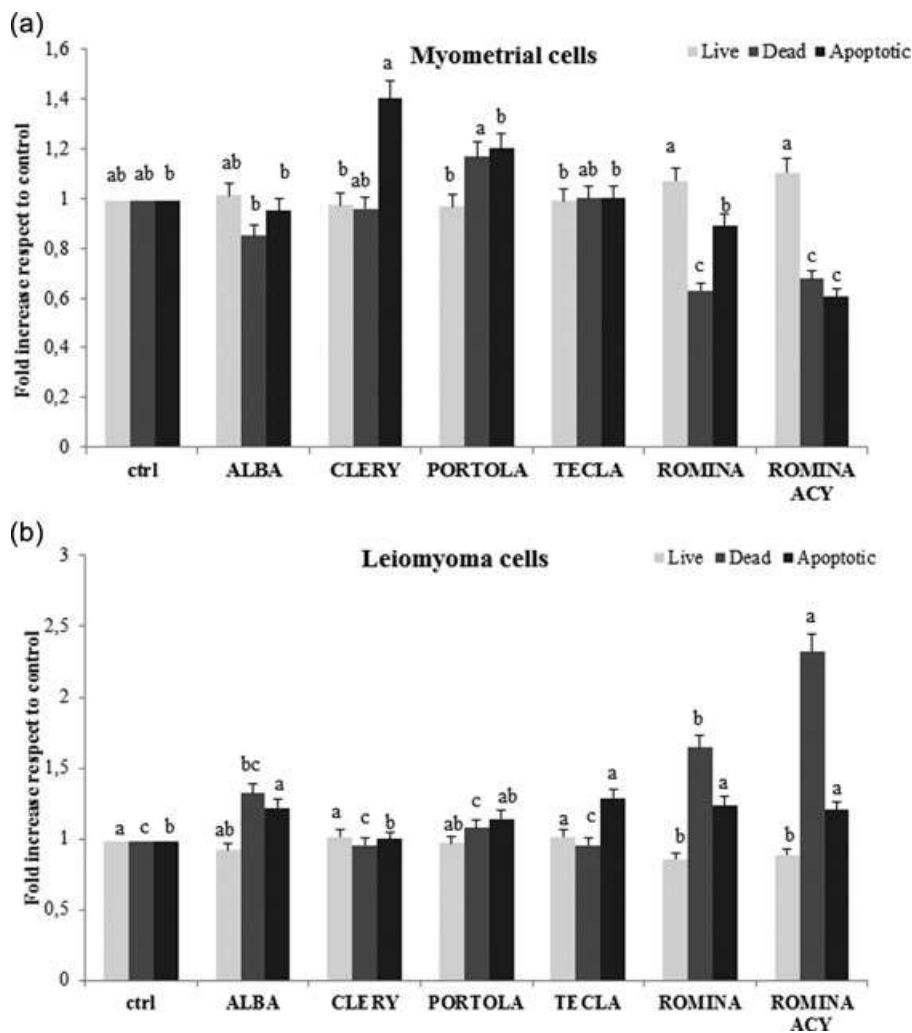 (a)
Myometrial cells
Live Dead Apoptotic
Fold increase respect to control
1,6
1,4
1,2
1
0,8
0,6
0,4
0,2
0
ab ab b
ab b b
b ab a
b a b
b ab b
a c b
a c c
ctrl ALBA CLERY PORTOLA TECLA ROMINA ROMINA
ACY
(b)
Leiomyoma cells
Live Dead Apoptotic
Fold increase respect to control
3
2,5
2
1,5
1
0,5
0
a c b
ab bc a
a c b
ab c ab
a c a
b b a
b a a
ctrl ALBA CLERY PORTOLA TECLA ROMINA ROMINA
ACY